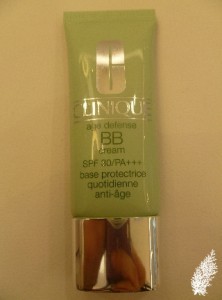 CLINIQUE
age defense
BB
cream
SPF 30/PA+++
base protectrice
quotidienne
anti-âge